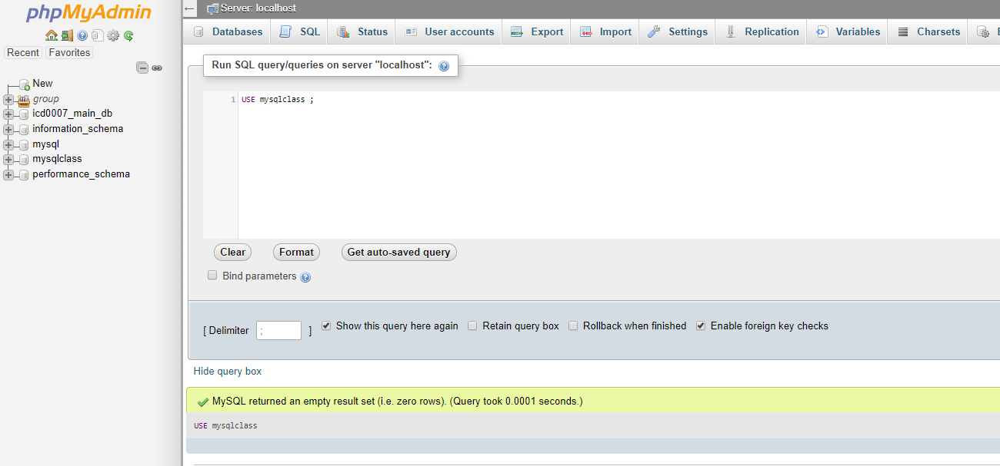 phpMyAdmin
Recent Favorites
New
group
icd0007_main_db
information_schema
mysql
mysqlclass
performance_schema
Server: localhost
Databases SQL Status User accounts Export Import Settings Replication Variables Charsets
Run SQL query/queries on server "localhost":
1 USE mysqlclass ;
Clear Format Get auto-saved query
Bind parameters
[ Delimiter ; ] Show this query here again Retain query box Rollback when finished Enable foreign key checks
Hide query box
MySQL returned an empty result set (i.e. zero rows). (Query took 0.0001 seconds.)
USE mysqlclass